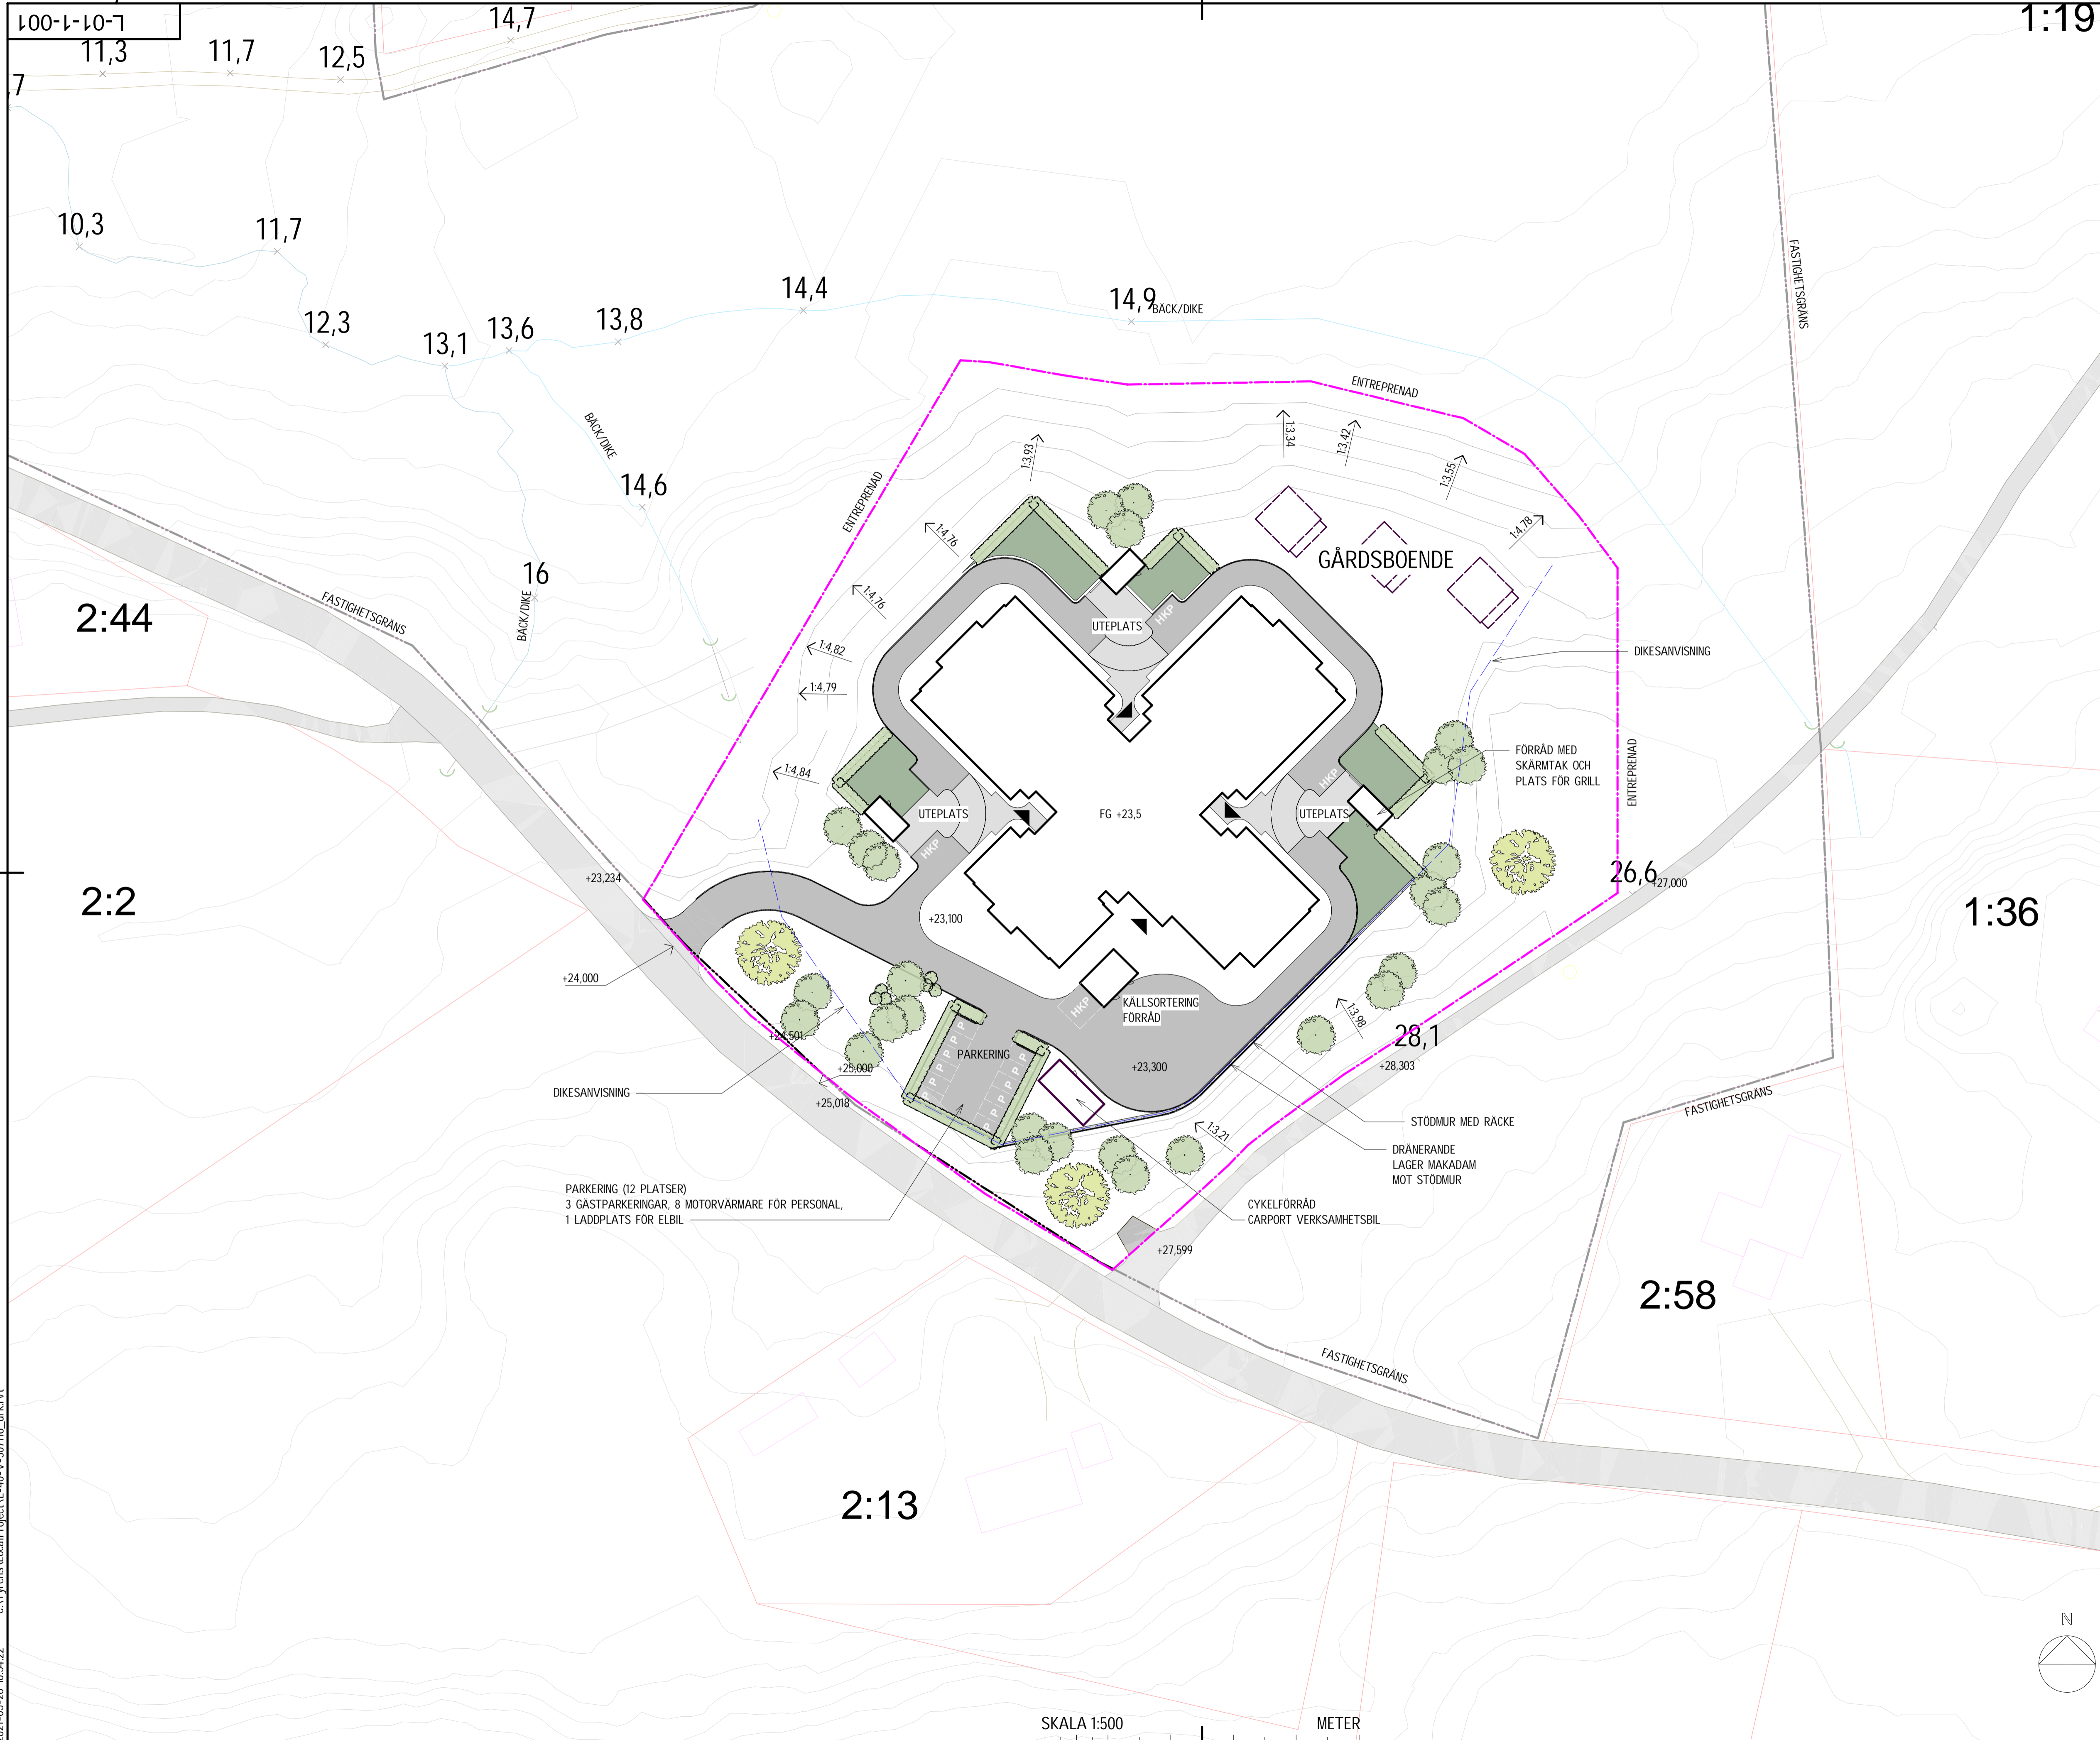 L-01-1-001
1:19
14,7
11,3
11,7
12,5
,7
10,3
11,7
12,3
13,1
13,6
13,8
14,4
14,9
BÄCK/DIKE
FASTIGHETSGRÄNS
ENTREPRENAD
BÄCK/DIKE
14,6
ENTREPRENAD
1:3,93
1:3,34
1:3,42
1:3,55
1:4,78
1:4,76
1:4,76
1:4,82
1:4,79
1:4,84
GÅRDSBOENDE
16
BÄCK/DIKE
FASTIGHETSGRÄNS
2:44
UTEPLATS
HKP
DIKESANVISNING
FÖRRÅD MED
SKÄRMTAK OCH
PLATS FÖR GRILL
ENTREPRENAD
HKP
UTEPLATS
FG +23,5
UTEPLATS
HKP
+23,234
26,6
+27,000
2:2
1:36
+23,100
+24,000
KÄLLSORTERING
FÖRRÅD
HKP
1:3,98
28,1
+28,303
+24,501
PARKERING
P P P P P P
P P P P P P
+25,000
+23,300
DIKESANVISNING
+25,018
STÖDMUR MED RÄCKE
1:3,21
DRÄNERANDE
LAGER MAKADAM
MOT STÖDMUR
FASTIGHETSGRÄNS
PARKERING (12 PLATSER)
3 GÄSTPARKERINGAR, 8 MOTORVÄRMARE FÖR PERSONAL,
1 LADDPLATS FÖR ELBIL
CYKELFÖRRÅD
CARPORT VERKSAMHETSBIL
+27,599
2:58
FASTIGHETSGRÄNS
2:13
N
SKALA 1:500
METER